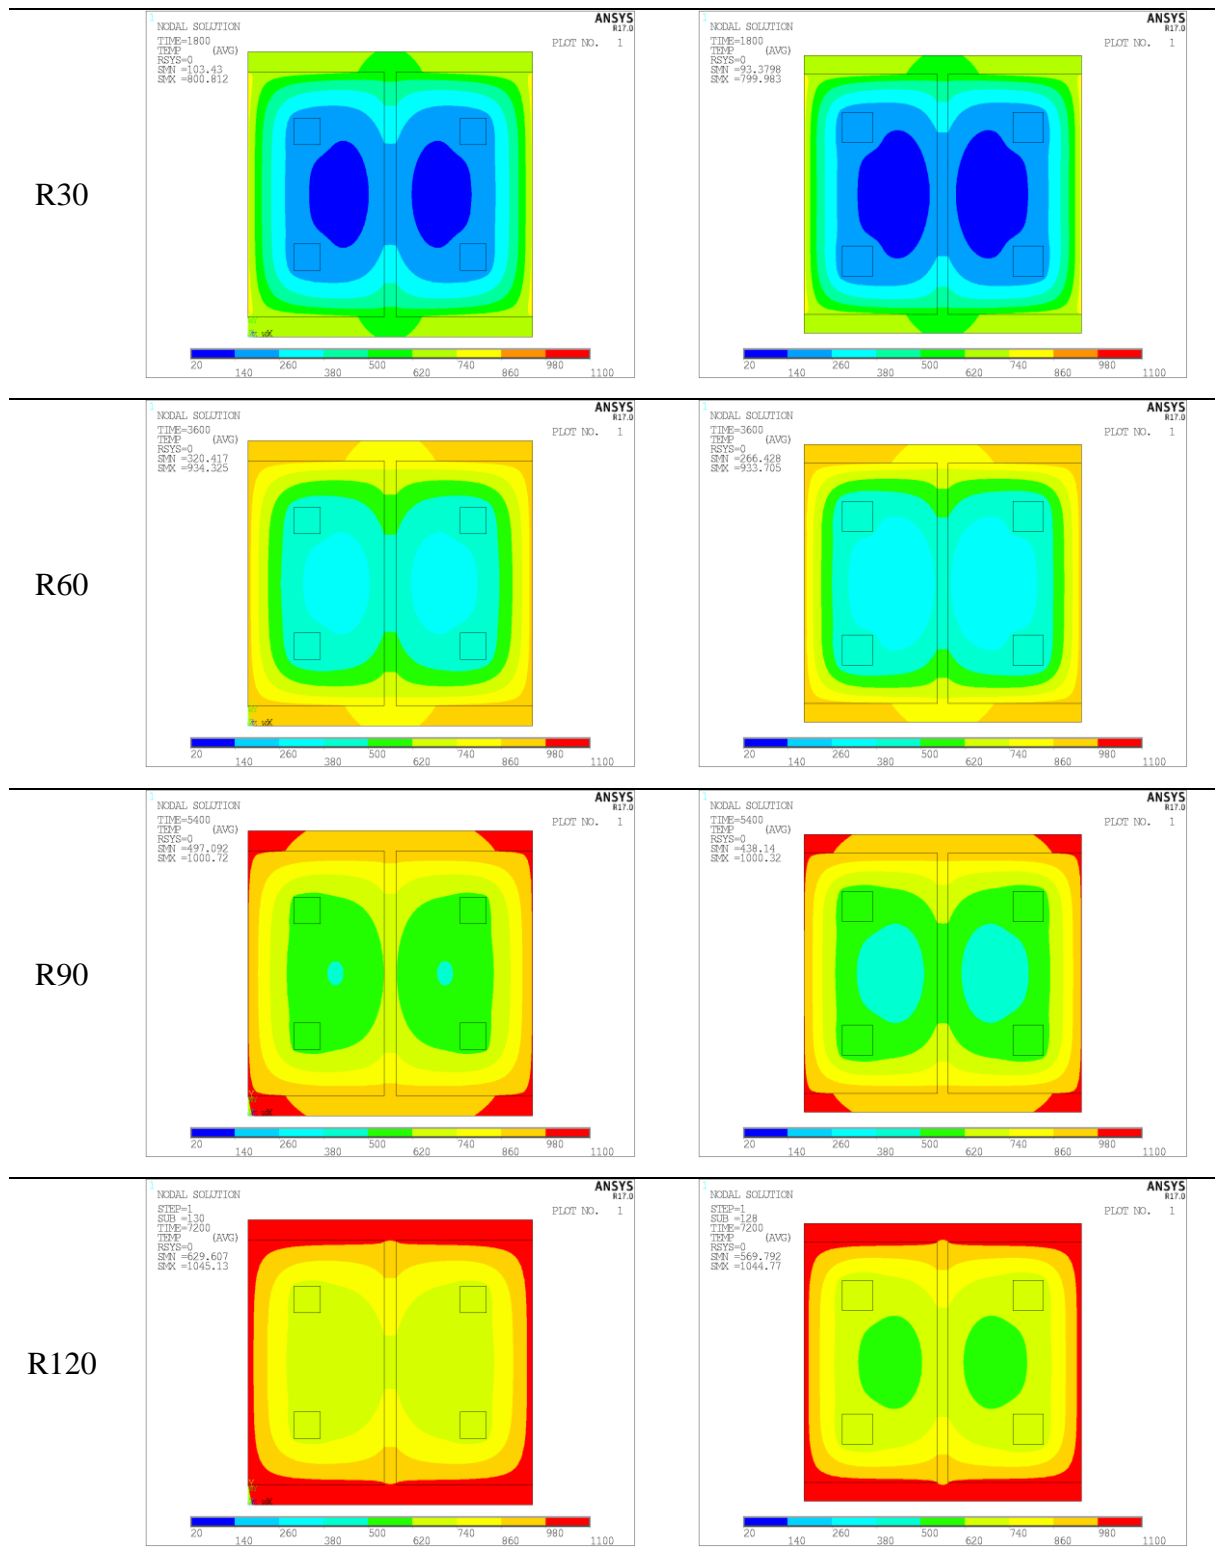 R30
1
NODAL SOLUTION
TIME=1800
TEMP (AVG)
RSYS=0
SMN =103.43
SMX =800.812
ANSYS
R17.0
PLOT NO. 1
20 140 260 380 500 620 740 860 980 1100
NODAL SOLUTION
TIME=1800
TEMP (AVG)
RSYS=0
SMN =93.3798
SMX =799.983
ANSYS
R17.0
PLOT NO. 1
20 140 260 380 500 620 740 860 980 1100
R60
1
NODAL SOLUTION
TIME=3600
TEMP (AVG)
RSYS=0
SMN =320.417
SMX =934.325
ANSYS
R17.0
PLOT NO. 1
20 140 260 380 500 620 740 860 980 1100
1
NODAL SOLUTION
TIME=3600
TEMP (AVG)
RSYS=0
SMN =266.428
SMX =933.705
ANSYS
R17.0
PLOT NO. 1
20 140 260 380 500 620 740 860 980 1100
R90
1
NODAL SOLUTION
TIME=5400
TEMP (AVG)
RSYS=0
SMN =497.092
SMX =1000.72
ANSYS
R17.0
PLOT NO. 1
20 140 260 380 500 620 740 860 980 1100
1
NODAL SOLUTION
TIME=5400
TEMP (AVG)
RSYS=0
SMN =438.14
SMX =1000.32
ANSYS
R17.0
PLOT NO. 1
20 140 260 380 500 620 740 860 980 1100
R120
1
NODAL SOLUTION
STEP=1
SUB =130
TIME=7200
TEMP (AVG)
RSYS=0
SMN =629.607
SMX =1045.13
ANSYS
R17.0
PLOT NO. 1
20 140 260 380 500 620 740 860 980 1100
1
NODAL SOLUTION
STEP=1
SUB =128
TIME=7200
TEMP (AVG)
RSYS=0
SMN =569.792
SMX =1044.77
ANSYS
R17.0
PLOT NO. 1
20 140 260 380 500 620 740 860 980 1100